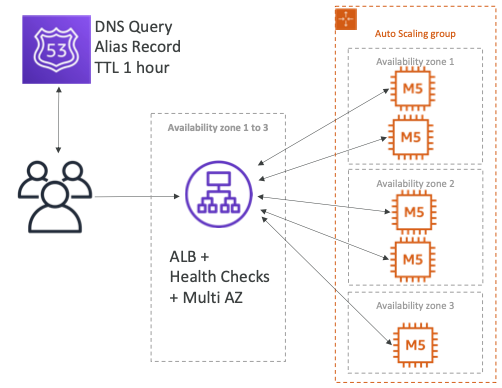 53
DNS Query
Alias Record
TTL 1 hour
Auto Scaling group
Availability zone 1
M5
M5
Availability zone 1 to 3
Availability zone 2
M5
M5
ALB +
Health Checks
+ Multi AZ
Availability zone 3
M5